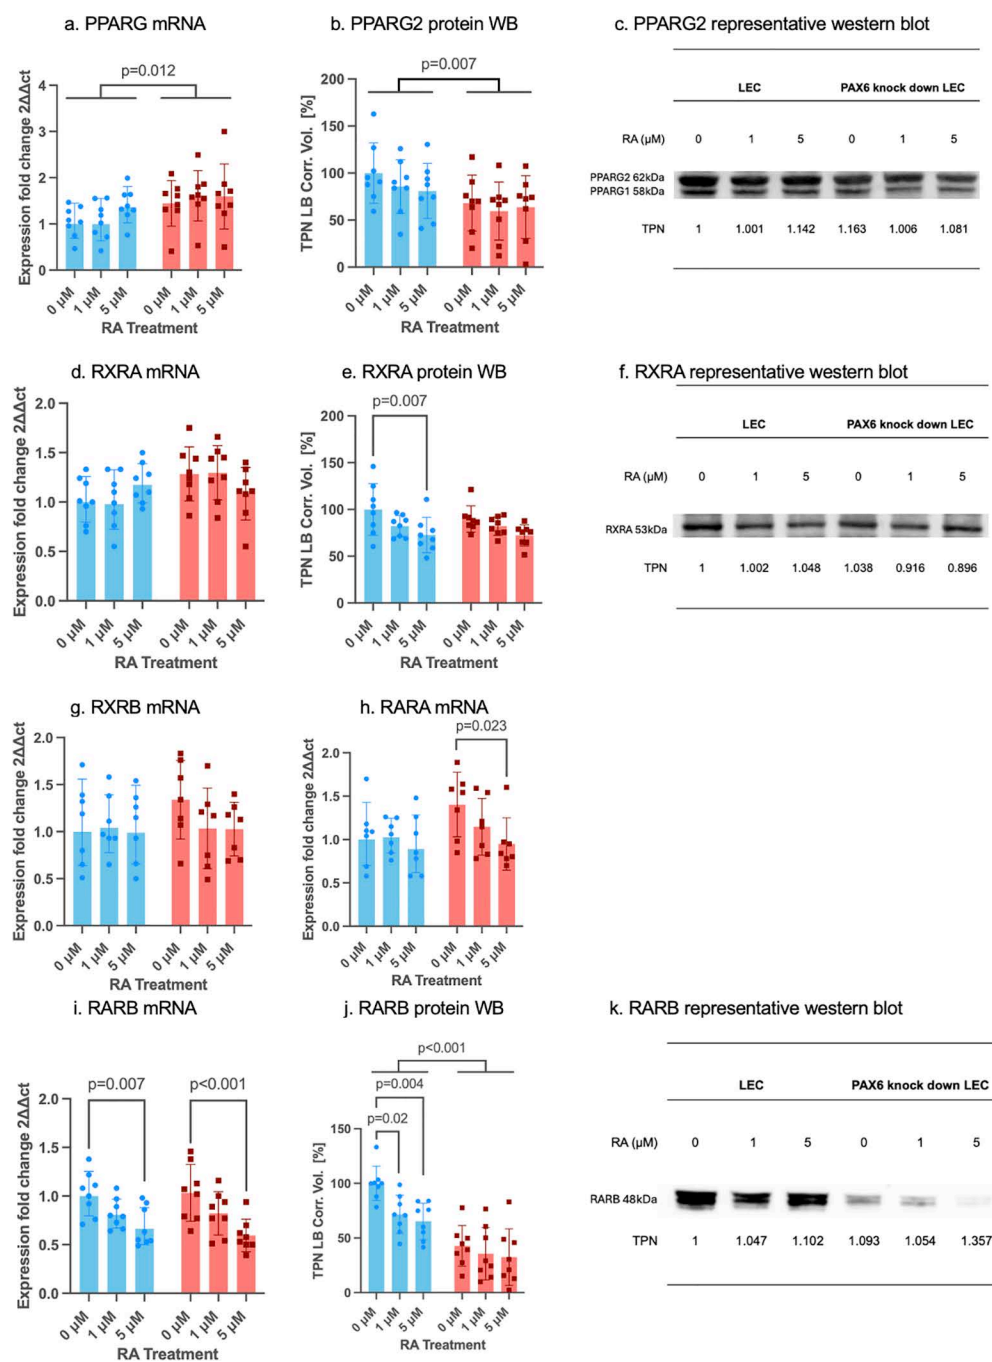 a. PPARG mRNA
Expression fold change 2ΔΔct
4
3
2
1
0
p=0.012
0 µM
1 µM
5 µM
0 µM
1 µM
5 µM
RA Treatment
b. PPARG2 protein WB
TPN LB Corr. Vol. [%]
200
150
100
50
0
p=0.007
0 µM
1 µM
5 µM
0 µM
1 µM
5 µM
RA Treatment
c. PPARG2 representative western blot
LEC PAX6 knock down LEC
RA (µM) 0 1 5 0 1 5
PPARG2 62kDa
PPARG1 58kDa
TPN 1 1.001 1.142 1.163 1.006 1.081
d. RXRA mRNA
Expression fold change 2ΔΔct
2.0
1.5
1.0
0.5
0.0
0 µM
1 µM
5 µM
0 µM
1 µM
5 µM
RA Treatment
e. RXRA protein WB
TPN LB Corr. Vol. [%]
200
150
100
50
0
p=0.007
0 µM
1 µM
5 µM
0 µM
1 µM
5 µM
RA Treatment
f. RXRA representative western blot
LEC PAX6 knock down LEC
RA (µM) 0 1 5 0 1 5
RXRA 53kDa
TPN 1 1.002 1.048 1.038 0.916 0.896
g. RXRB mRNA
Expression fold change 2ΔΔct
2.0
1.5
1.0
0.5
0.0
0 µM
1 µM
5 µM
0 µM
1 µM
5 µM
RA Treatment
h. RARA mRNA
Expression fold change 2ΔΔct
2.0
1.5
1.0
0.5
0.0
p=0.023
0 µM
1 µM
5 µM
0 µM
1 µM
5 µM
RA Treatment
i. RARB mRNA
Expression fold change 2ΔΔct
2.0
1.5
1.0
0.5
0.0
p=0.007
p<0.001
0 µM
1 µM
5 µM
0 µM
1 µM
5 µM
RA Treatment
j. RARB protein WB
TPN LB Corr. Vol. [%]
150
100
50
0
p<0.001
p=0.004
p=0.02
0 µM
1 µM
5 µM
0 µM
1 µM
5 µM
RA Treatment
k. RARB representative western blot
LEC PAX6 knock down LEC
RA (µM) 0 1 5 0 1 5
RARB 48kDa
TPN 1 1.047 1.102 1.093 1.054 1.357